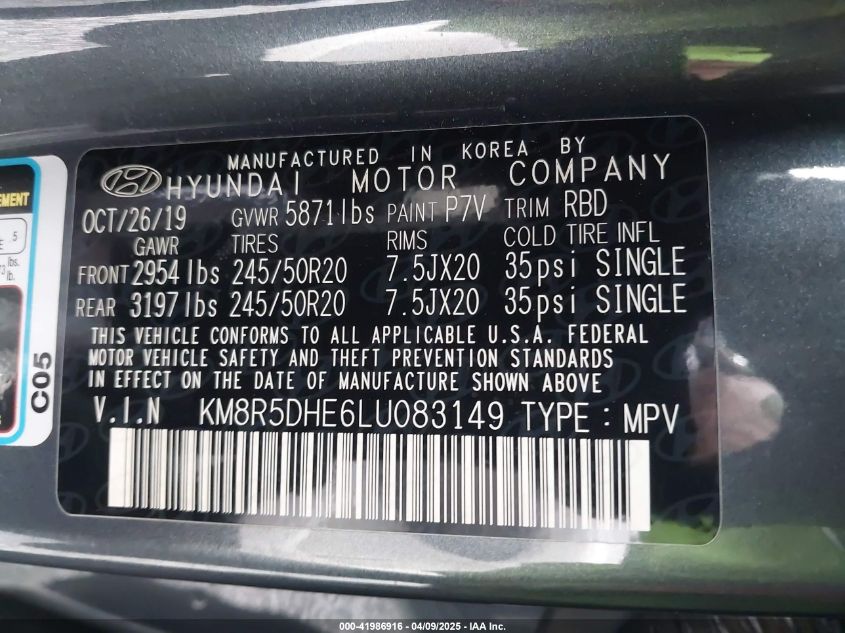 MANUFACTURED IN KOREA BY
HYUNDAI MOTOR COMPANY
OCT/26/19 GVWR 5871lbs PAINT P7V TRIM RBD
GAWR TIRES RIMS COLD TIRE INFL
FRONT 2954 lbs 245/50R20 7.5JX20 35psi SINGLE
REAR 3197 lbs 245/50R20 7.5JX20 35psi SINGLE
THIS VEHICLE CONFORMS TO ALL APPLICABLE U.S.A. FEDERAL
MOTOR VEHICLE SAFETY AND THEFT PREVENTION STANDARDS
IN EFFECT ON THE DATE OF MANUFACTURE SHOWN ABOVE
V.I.N KM8R5DHE6LU083149 TYPE : MPV
5
lbs.
lb.
C05
000-41986916 - 04/09/2025 - IAA Inc.